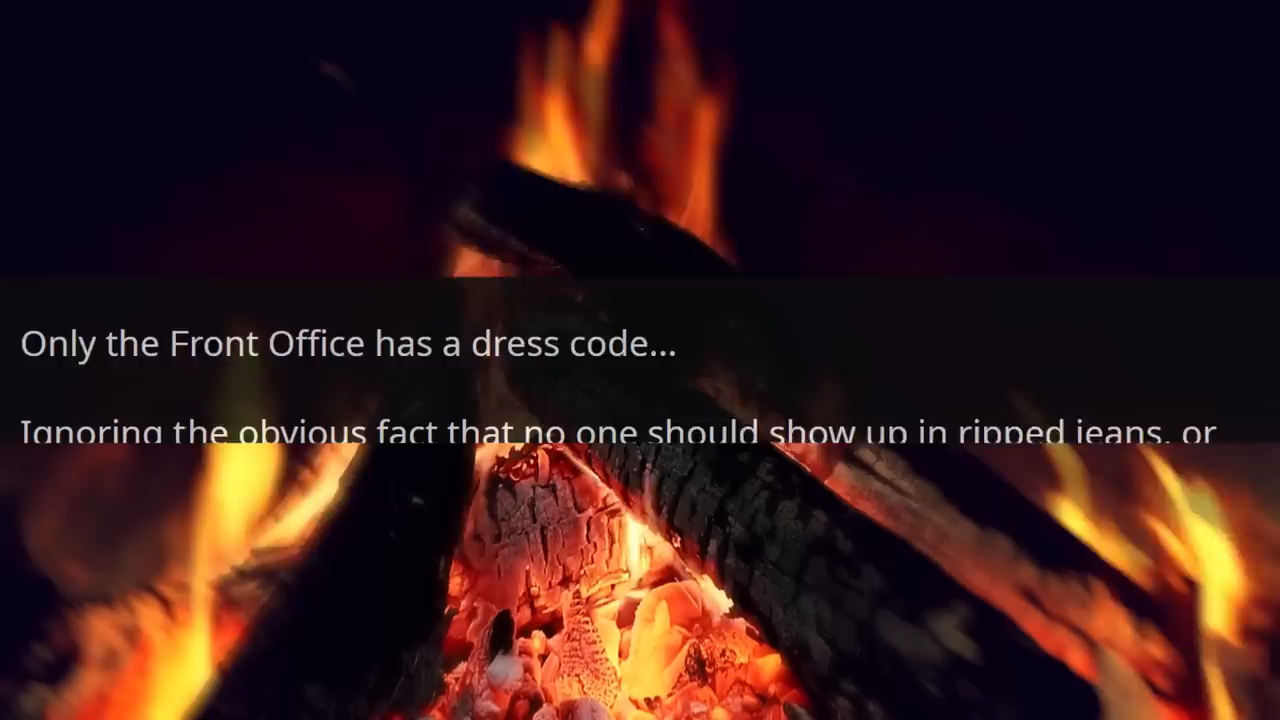 Only the Front Office has a dress code...
Ignoring the obvious fact that no one should show up in ripped jeans, or